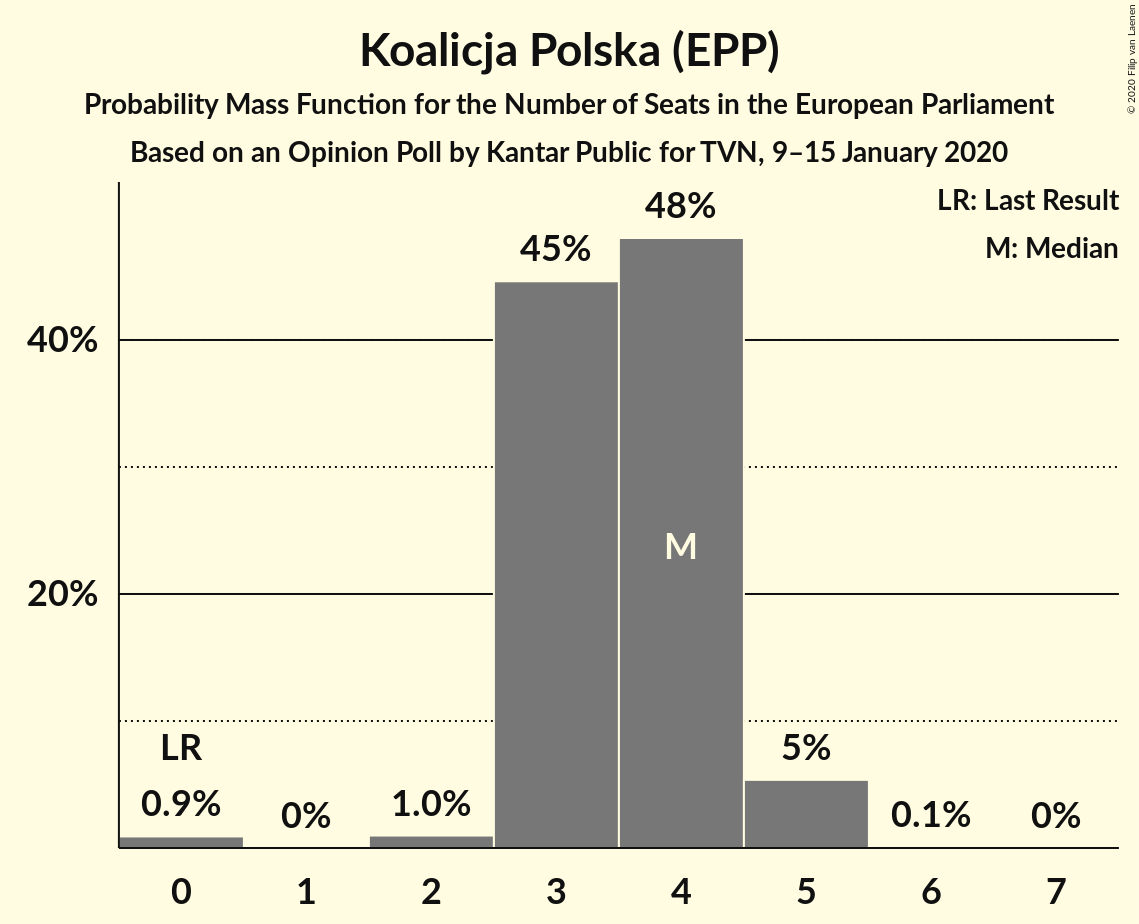 Koalicja Polska (EPP)
Probability Mass Function for the Number of Seats in the European Parliament
Based on an Opinion Poll by Kantar Public for TVN, 9–15 January 2020
© 2020 Filip van Laenen
LR: Last Result
M: Median
48%
45%
40%
M
20%
LR
5%
0.9%
0%
1.0%
0.1%
0%
0 1 2 3 4 5 6 7